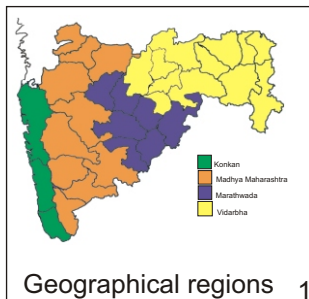 Konkan
Madhya Maharashtra
Marathwada
Vidarbha
Geographical regions 1